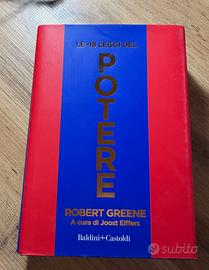 LE 48 LEGGI DEL
POTERE
ROBERT GREENE
A cura di Joost Elffers
Baldini+Castoldi
subito